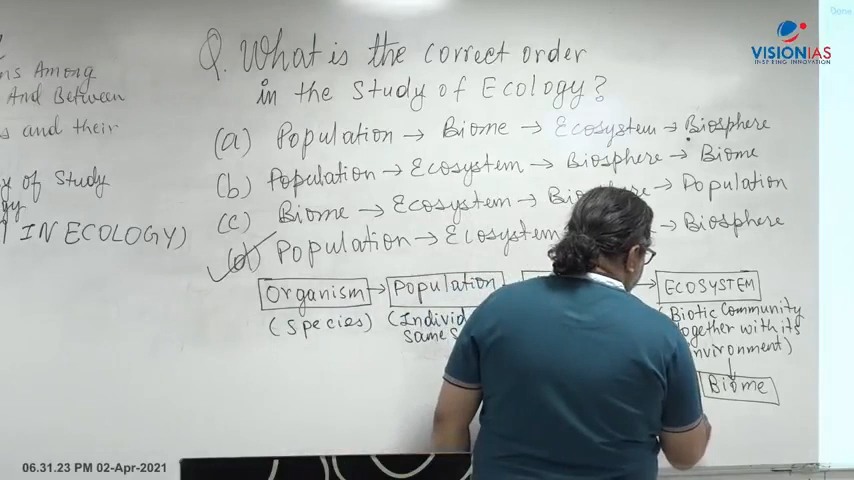 Done
VISIONIAS
INSPIRING INNOVATION
ns Among
And Between
s and their
y of Study
gy
IN ECOLOGY)
Q. What is the correct order
in the Study of Ecology?
(a) Population → Biome → Ecosystem → Biosphere
(b) Population → Ecosystem → Biosphere → Biome
(c) Biome → Ecosystem → → Population
(d) Population → Ecosystem → Biosphere
Organism → Population → ECOSYSTEM
(Species) (Individ (Biotic Community
same together with its
environment)
Biome
06.31.23 PM 02-Apr-2021